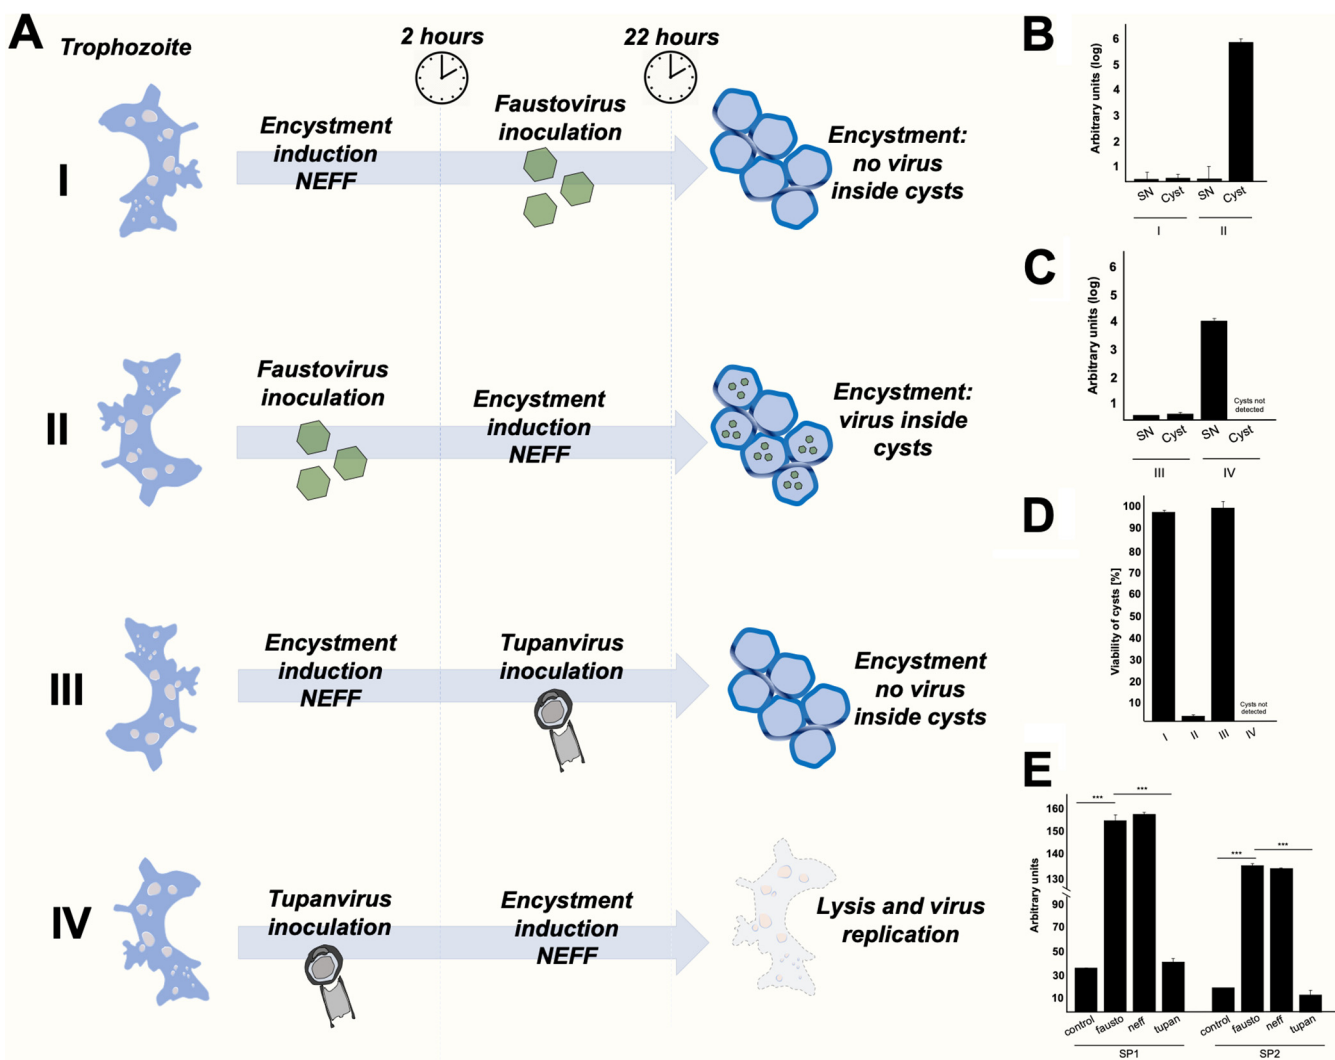 A
Trophozoite
2 hours
22 hours
I
Encystment
induction
NEFF
Faustovirus
inoculation
Encystment:
no virus
inside cysts
II
Faustovirus
inoculation
Encystment
induction
NEFF
Encystment:
virus inside
cysts
III
Encystment
induction
NEFF
Tupanvirus
inoculation
Encystment
no virus
inside cysts
IV
Tupanvirus
inoculation
Encystment
induction
NEFF
Lysis and virus
replication
B
Arbitrary units (log)
6
5
4
3
2
1
SN Cyst SN Cyst
I II
C
Arbitrary units (log)
6
5
4
3
2
1
Cysts not
detected
SN Cyst SN Cyst
III IV
D
Viability of cysts [%]
100
90
80
70
60
50
40
30
20
10
Cysts not
detected
I II III IV
E
Arbitrary units
160
150
140
130
90
70
50
30
10
*** ***
*** ***
control fausto neff tupan control fausto neff tupan
SP1 SP2